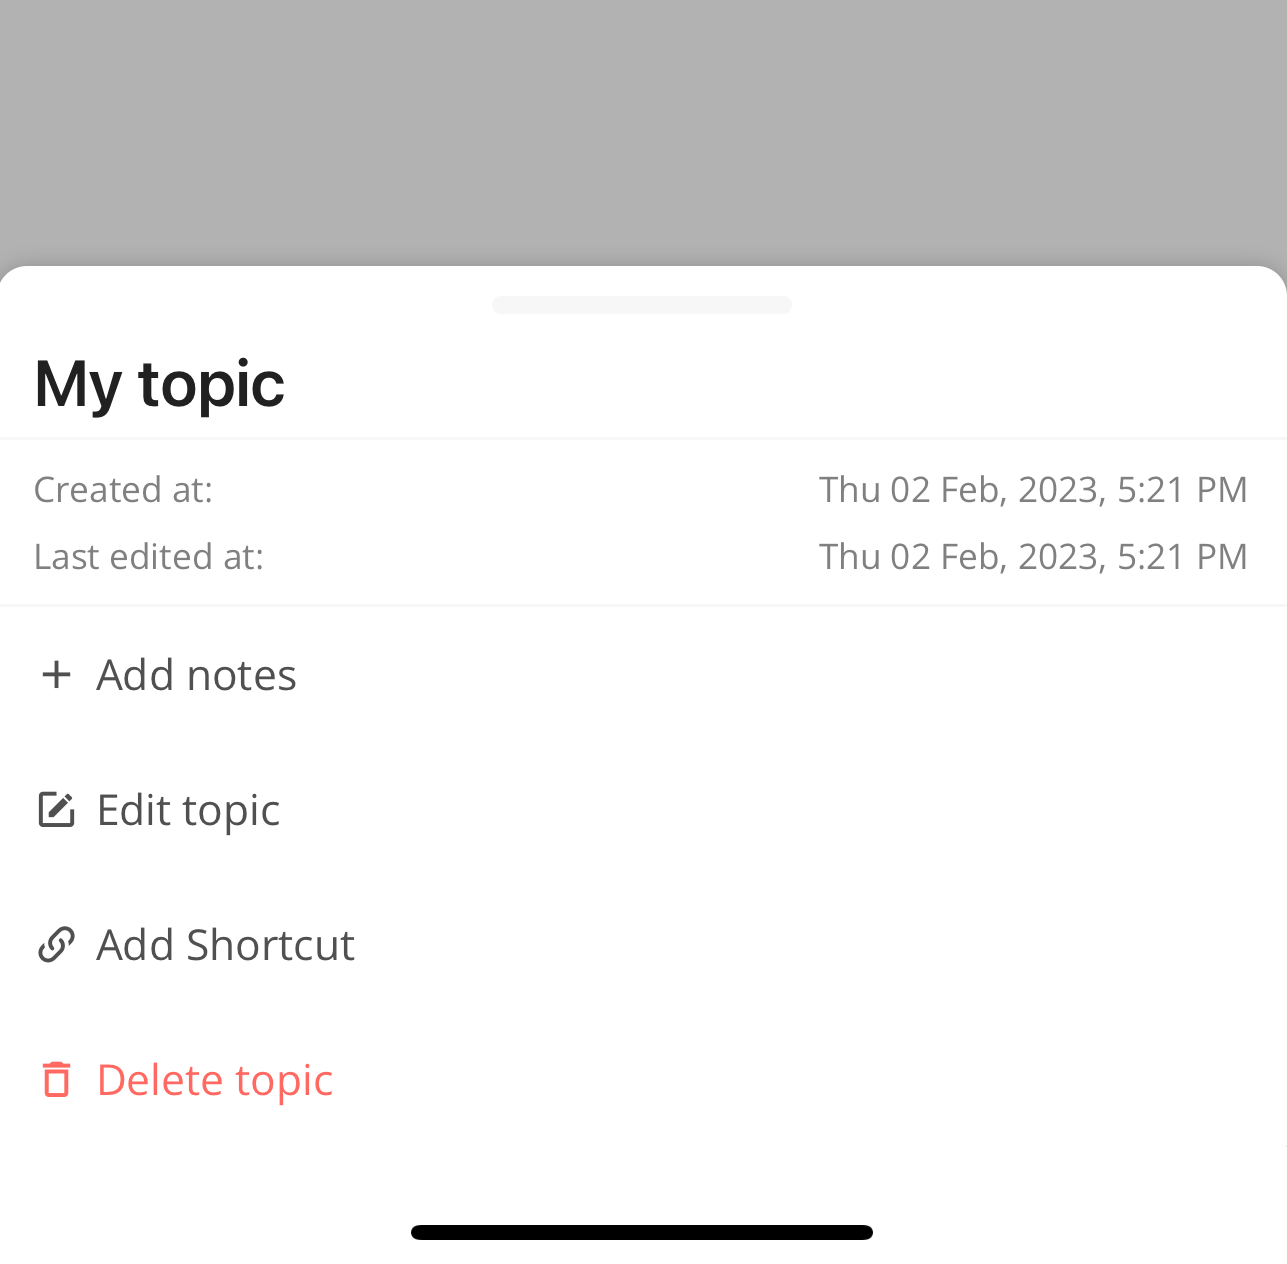 My topic
Created at: Thu 02 Feb, 2023, 5:21 PM
Last edited at: Thu 02 Feb, 2023, 5:21 PM
Add notes
Edit topic
Add Shortcut
Delete topic